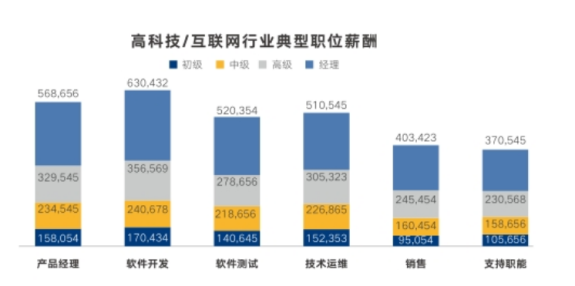 高科技/互联网行业典型职位薪酬
初级 中级 高级 经理
568,656 630,432 520,354 510,545 403,423 370,545
329,545 356,569 278,656 305,323 245,454 230,568
234,545 240,678 218,656 226,865 160,454 158,656
158,054 170,434 140,645 152,353 95,054 105,656
产品经理 软件开发 软件测试 技术运维 销售 支持职能